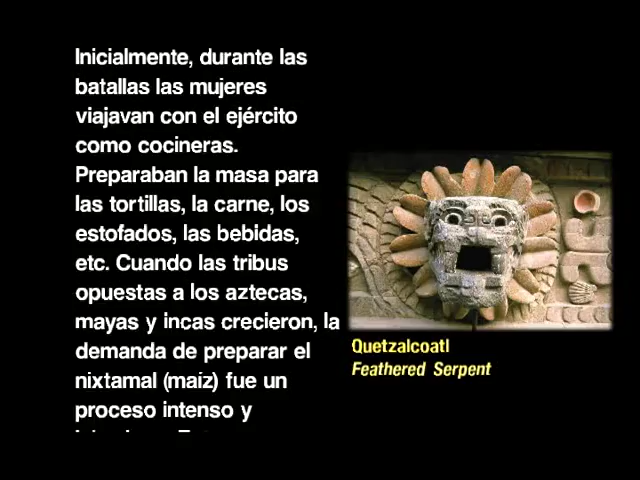 Inicialmente, durante las
batallas las mujeres
viajavan con el ejército
como cocineras.
Preparaban la masa para
las tortillas, la carne, los
estofados, las bebidas,
etc. Cuando las tribus
opuestas a los aztecas,
mayas y incas crecieron, la
demanda de preparar el
nixtamal (maíz) fue un
proceso intenso y
Quetzalcoatl
Feathered Serpent